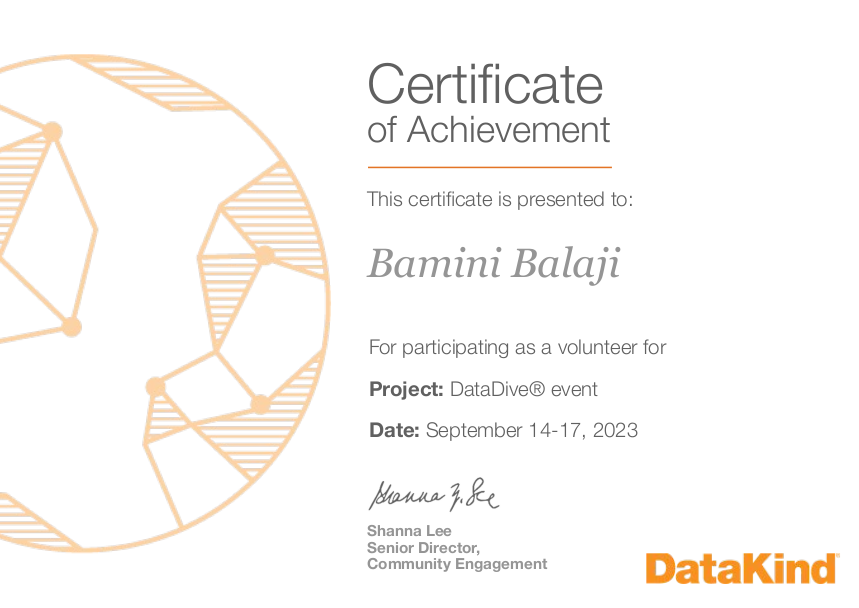 Certificate
of Achievement
This certificate is presented to:
Bamini Balaji
For participating as a volunteer for
Project: DataDive® event
Date: September 14-17, 2023
Shanna Y. Lee
Shanna Lee
Senior Director,
Community Engagement
DataKind®